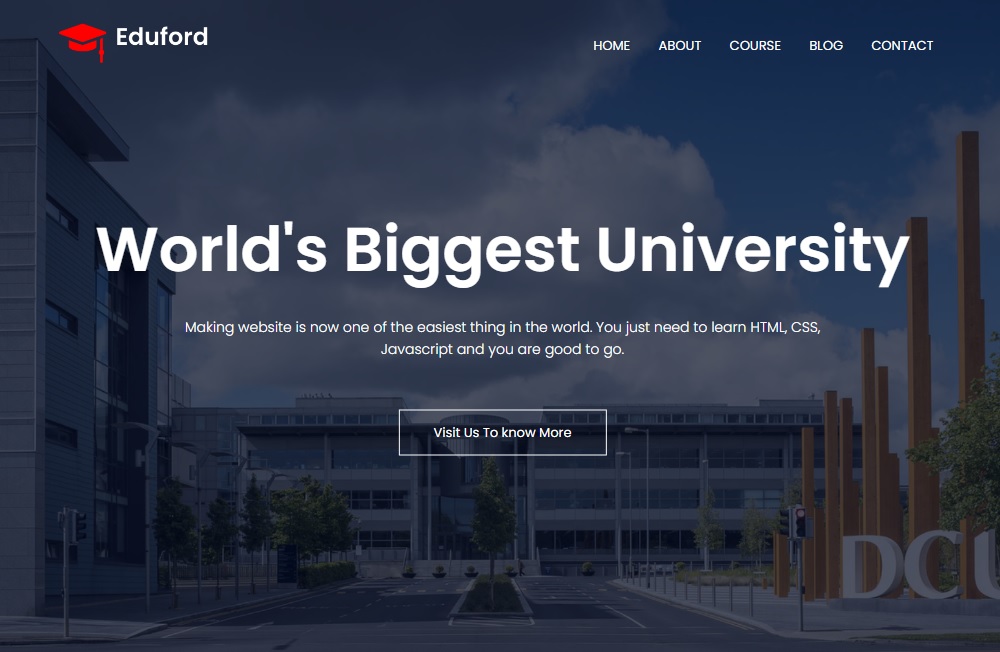 Eduford
HOME ABOUT COURSE BLOG CONTACT
World's Biggest University
Making website is now one of the easiest thing in the world. You just need to learn HTML, CSS,
Javascript and you are good to go.
Visit Us To know More
DCU